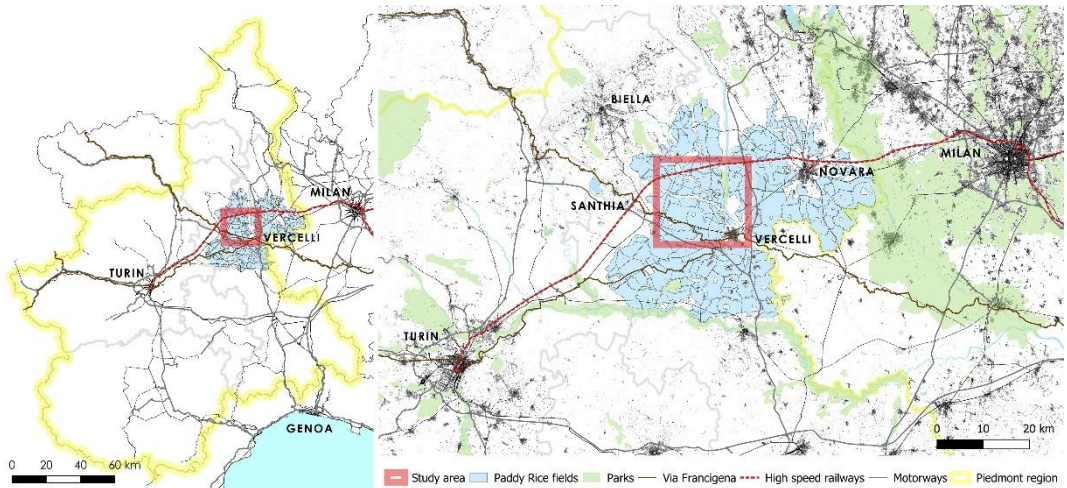 MILAN
VERCELLI
TURIN
GENOA
0 20 40 60 km
BIELLA
MILAN
NOVARA
SANTHIA'
VERCELLI
TURIN
0 10 20 km
Study area Paddy Rice fields Parks Via Francigena High speed railways Motorways Piedmont region